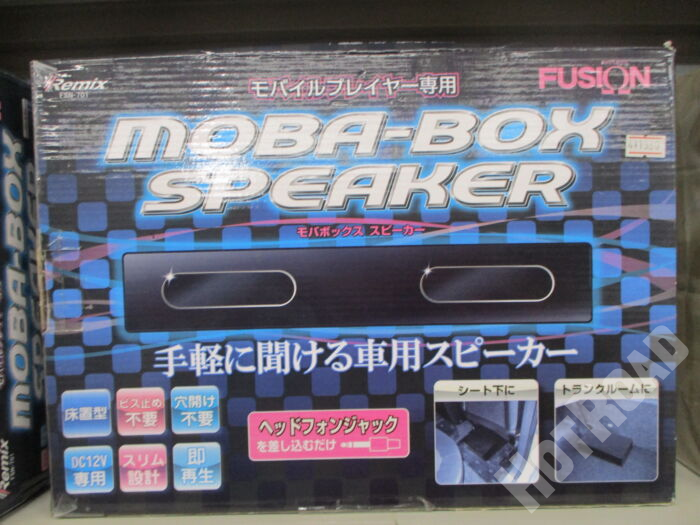 Remix
FSN-701
モバイルプレイヤー専用
FUSION
MOBA-BOX
SPEAKER
モバボックス スピーカー
手軽に聞ける車用スピーカー
床置型
ビス止め
不要
穴開け
不要
DC12V
専用
スリム
設計
即
再生
ヘッドフォンジャック
を差し込むだけ
シート下に
トランクルームに
HOTROAD
MOBA-BOX
Remix